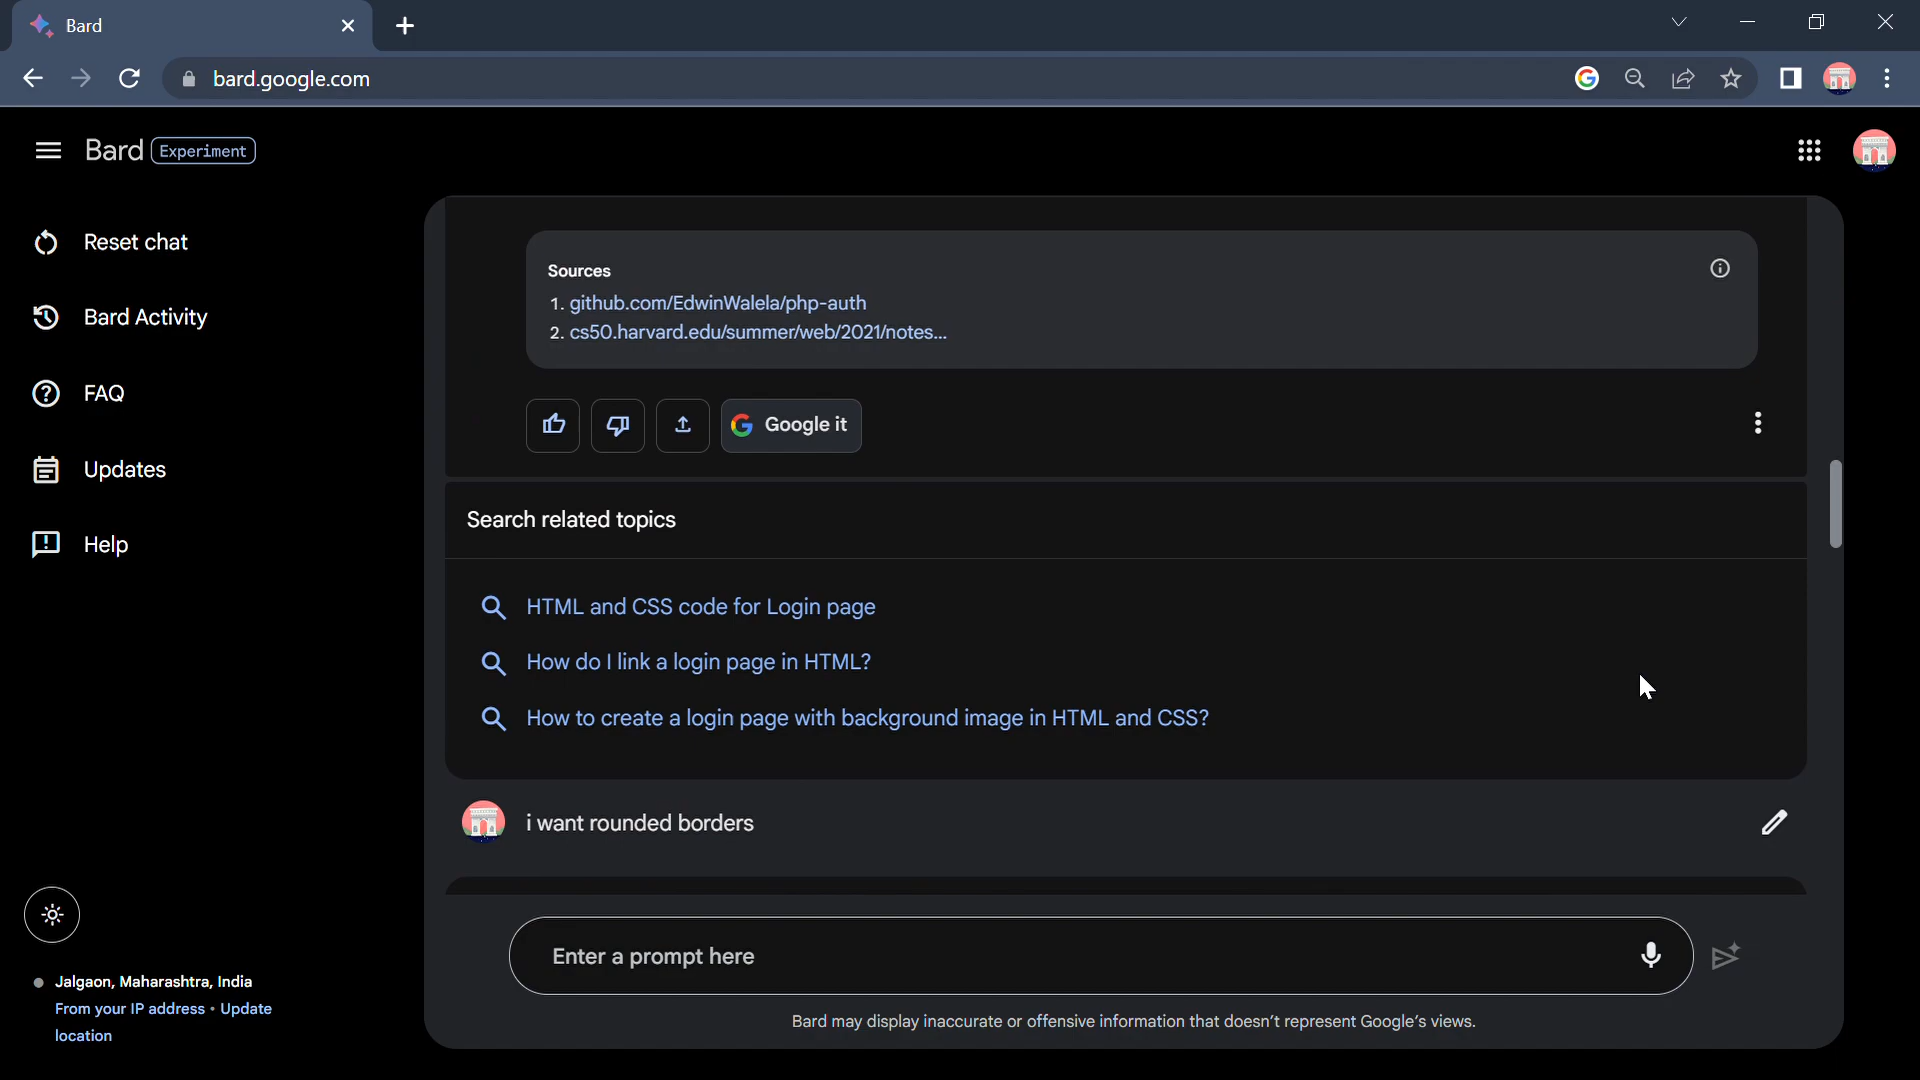 Bard
bard.google.com
Bard Experiment
Reset chat
Bard Activity
FAQ
Updates
Help
Jalgaon, Maharashtra, India
From your IP address • Update
location
Sources
1. github.com/EdwinWalela/php-auth
2. cs50.harvard.edu/summer/web/2021/notes...
Google it
Search related topics
HTML and CSS code for Login page
How do I link a login page in HTML?
How to create a login page with background image in HTML and CSS?
i want rounded borders
Enter a prompt here
Bard may display inaccurate or offensive information that doesn't represent Google's views.